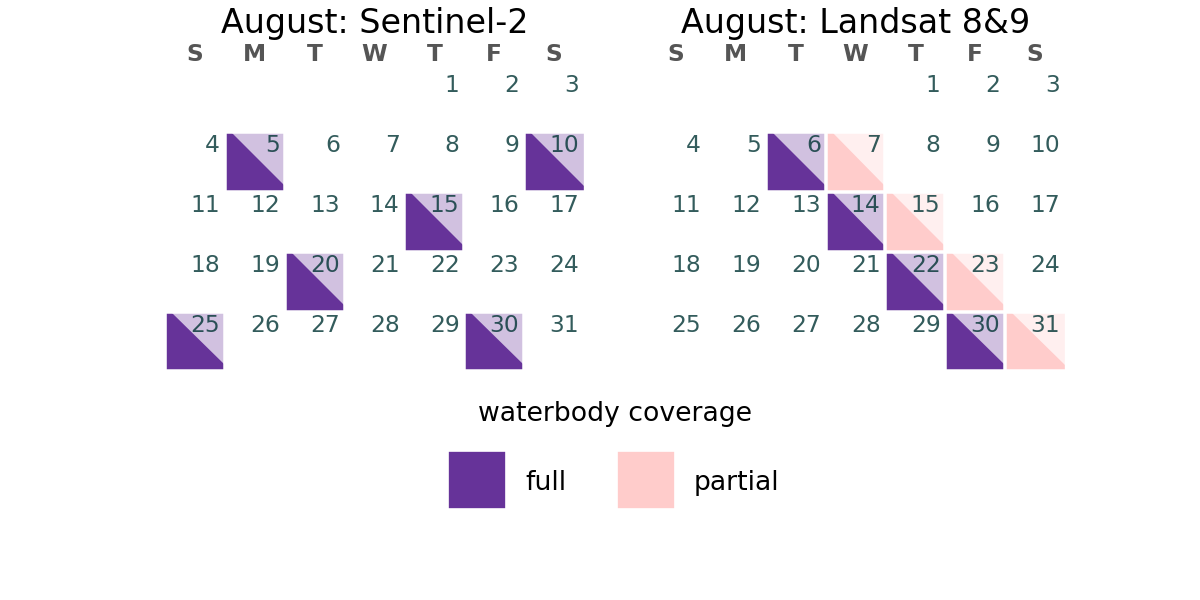 August: Sentinel-2
S M T W T F S
1 2 3
4 5 6 7 8 9 10
11 12 13 14 15 16 17
18 19 20 21 22 23 24
25 26 27 28 29 30 31
August: Landsat 8&9
S M T W T F S
1 2 3
4 5 6 7 8 9 10
11 12 13 14 15 16 17
18 19 20 21 22 23 24
25 26 27 28 29 30 31
waterbody coverage
full
partial